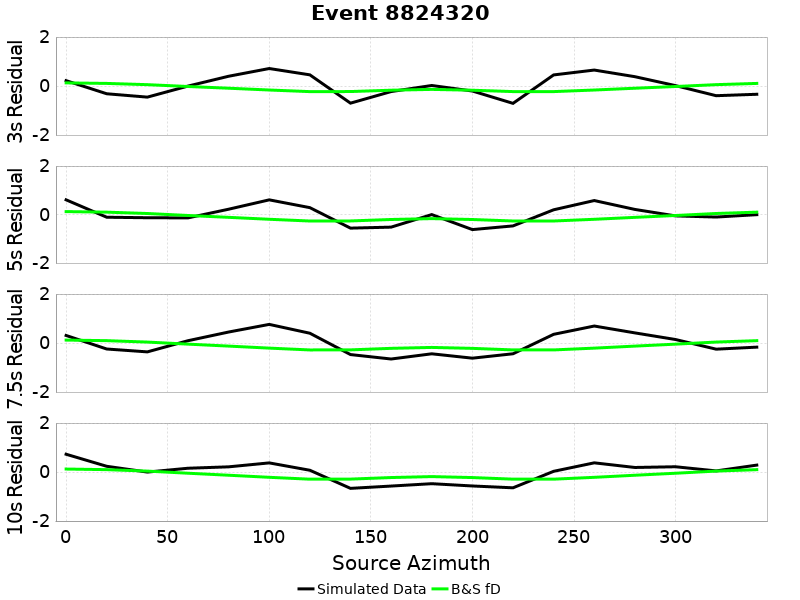 Event 8824320
2
0
-2
3s Residual
2
0
-2
5s Residual
2
0
-2
7.5s Residual
2
0
-2
10s Residual
0 50 100 150 200 250 300
Source Azimuth
Simulated Data B&S fD